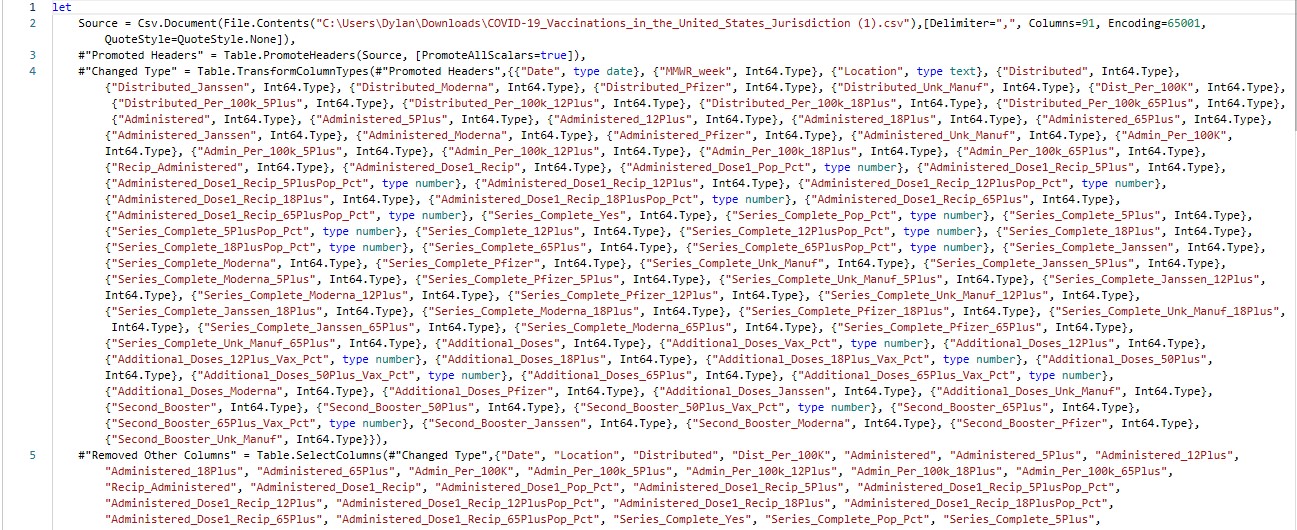 1 let
2 Source = Csv.Document(File.Contents("C:\Users\Dylan\Downloads\COVID-19_Vaccinations_in_the_United_States_Jurisdiction (1).csv"),[Delimiter=",", Columns=91, Encoding=65001,
QuoteStyle=QuoteStyle.None]),
3 #"Promoted Headers" = Table.PromoteHeaders(Source, [PromoteAllScalars=true]),
4 #"Changed Type" = Table.TransformColumnTypes(#"Promoted Headers",{{"Date", type date}, {"MMWR_week", Int64.Type}, {"Location", type text}, {"Distributed", Int64.Type},
{"Distributed_Janssen", Int64.Type}, {"Distributed_Moderna", Int64.Type}, {"Distributed_Pfizer", Int64.Type}, {"Distributed_Unk_Manuf", Int64.Type}, {"Dist_Per_100K", Int64.Type},
{"Distributed_Per_100k_5Plus", Int64.Type}, {"Distributed_Per_100k_12Plus", Int64.Type}, {"Distributed_Per_100k_18Plus", Int64.Type}, {"Distributed_Per_100k_65Plus", Int64.Type},
{"Administered", Int64.Type}, {"Administered_5Plus", Int64.Type}, {"Administered_12Plus", Int64.Type}, {"Administered_18Plus", Int64.Type}, {"Administered_65Plus", Int64.Type},
{"Administered_Janssen", Int64.Type}, {"Administered_Moderna", Int64.Type}, {"Administered_Pfizer", Int64.Type}, {"Administered_Unk_Manuf", Int64.Type}, {"Admin_Per_100K",
Int64.Type}, {"Admin_Per_100k_5Plus", Int64.Type}, {"Admin_Per_100k_12Plus", Int64.Type}, {"Admin_Per_100k_18Plus", Int64.Type}, {"Admin_Per_100k_65Plus", Int64.Type},
{"Recip_Administered", Int64.Type}, {"Administered_Dose1_Recip", Int64.Type}, {"Administered_Dose1_Pop_Pct", type number}, {"Administered_Dose1_Recip_5Plus", Int64.Type},
{"Administered_Dose1_Recip_5PlusPop_Pct", type number}, {"Administered_Dose1_Recip_12Plus", Int64.Type}, {"Administered_Dose1_Recip_12PlusPop_Pct", type number},
{"Administered_Dose1_Recip_18Plus", Int64.Type}, {"Administered_Dose1_Recip_18PlusPop_Pct", type number}, {"Administered_Dose1_Recip_65Plus", Int64.Type},
{"Administered_Dose1_Recip_65PlusPop_Pct", type number}, {"Series_Complete_Yes", Int64.Type}, {"Series_Complete_Pop_Pct", type number}, {"Series_Complete_5Plus", Int64.Type},
{"Series_Complete_5PlusPop_Pct", type number}, {"Series_Complete_12Plus", Int64.Type}, {"Series_Complete_12PlusPop_Pct", type number}, {"Series_Complete_18Plus", Int64.Type},
{"Series_Complete_18PlusPop_Pct", type number}, {"Series_Complete_65Plus", Int64.Type}, {"Series_Complete_65PlusPop_Pct", type number}, {"Series_Complete_Janssen", Int64.Type},
{"Series_Complete_Moderna", Int64.Type}, {"Series_Complete_Pfizer", Int64.Type}, {"Series_Complete_Unk_Manuf", Int64.Type}, {"Series_Complete_Janssen_5Plus", Int64.Type},
{"Series_Complete_Moderna_5Plus", Int64.Type}, {"Series_Complete_Pfizer_5Plus", Int64.Type}, {"Series_Complete_Unk_Manuf_5Plus", Int64.Type}, {"Series_Complete_Janssen_12Plus",
Int64.Type}, {"Series_Complete_Moderna_12Plus", Int64.Type}, {"Series_Complete_Pfizer_12Plus", Int64.Type}, {"Series_Complete_Unk_Manuf_12Plus", Int64.Type},
{"Series_Complete_Janssen_18Plus", Int64.Type}, {"Series_Complete_Moderna_18Plus", Int64.Type}, {"Series_Complete_Pfizer_18Plus", Int64.Type}, {"Series_Complete_Unk_Manuf_18Plus",
Int64.Type}, {"Series_Complete_Janssen_65Plus", Int64.Type}, {"Series_Complete_Moderna_65Plus", Int64.Type}, {"Series_Complete_Pfizer_65Plus", Int64.Type},
{"Series_Complete_Unk_Manuf_65Plus", Int64.Type}, {"Additional_Doses", Int64.Type}, {"Additional_Doses_Vax_Pct", type number}, {"Additional_Doses_12Plus", Int64.Type},
{"Additional_Doses_12Plus_Vax_Pct", type number}, {"Additional_Doses_18Plus", Int64.Type}, {"Additional_Doses_18Plus_Vax_Pct", type number}, {"Additional_Doses_50Plus",
Int64.Type}, {"Additional_Doses_50Plus_Vax_Pct", type number}, {"Additional_Doses_65Plus", Int64.Type}, {"Additional_Doses_65Plus_Vax_Pct", type number},
{"Additional_Doses_Moderna", Int64.Type}, {"Additional_Doses_Pfizer", Int64.Type}, {"Additional_Doses_Janssen", Int64.Type}, {"Additional_Doses_Unk_Manuf", Int64.Type},
{"Second_Booster", Int64.Type}, {"Second_Booster_50Plus", Int64.Type}, {"Second_Booster_50Plus_Vax_Pct", type number}, {"Second_Booster_65Plus", Int64.Type},
{"Second_Booster_65Plus_Vax_Pct", type number}, {"Second_Booster_Janssen", Int64.Type}, {"Second_Booster_Moderna", Int64.Type}, {"Second_Booster_Pfizer", Int64.Type},
{"Second_Booster_Unk_Manuf", Int64.Type}}),
5 #"Removed Other Columns" = Table.SelectColumns(#"Changed Type",{"Date", "Location", "Distributed", "Dist_Per_100K", "Administered", "Administered_5Plus", "Administered_12Plus",
"Administered_18Plus", "Administered_65Plus", "Admin_Per_100K", "Admin_Per_100k_5Plus", "Admin_Per_100k_12Plus", "Admin_Per_100k_18Plus", "Admin_Per_100k_65Plus",
"Recip_Administered", "Administered_Dose1_Recip", "Administered_Dose1_Pop_Pct", "Administered_Dose1_Recip_5Plus", "Administered_Dose1_Recip_5PlusPop_Pct",
"Administered_Dose1_Recip_12Plus", "Administered_Dose1_Recip_12PlusPop_Pct", "Administered_Dose1_Recip_18Plus", "Administered_Dose1_Recip_18PlusPop_Pct",
"Administered_Dose1_Recip_65Plus", "Administered_Dose1_Recip_65PlusPop_Pct", "Series_Complete_Yes", "Series_Complete_Pop_Pct", "Series_Complete_5Plus",